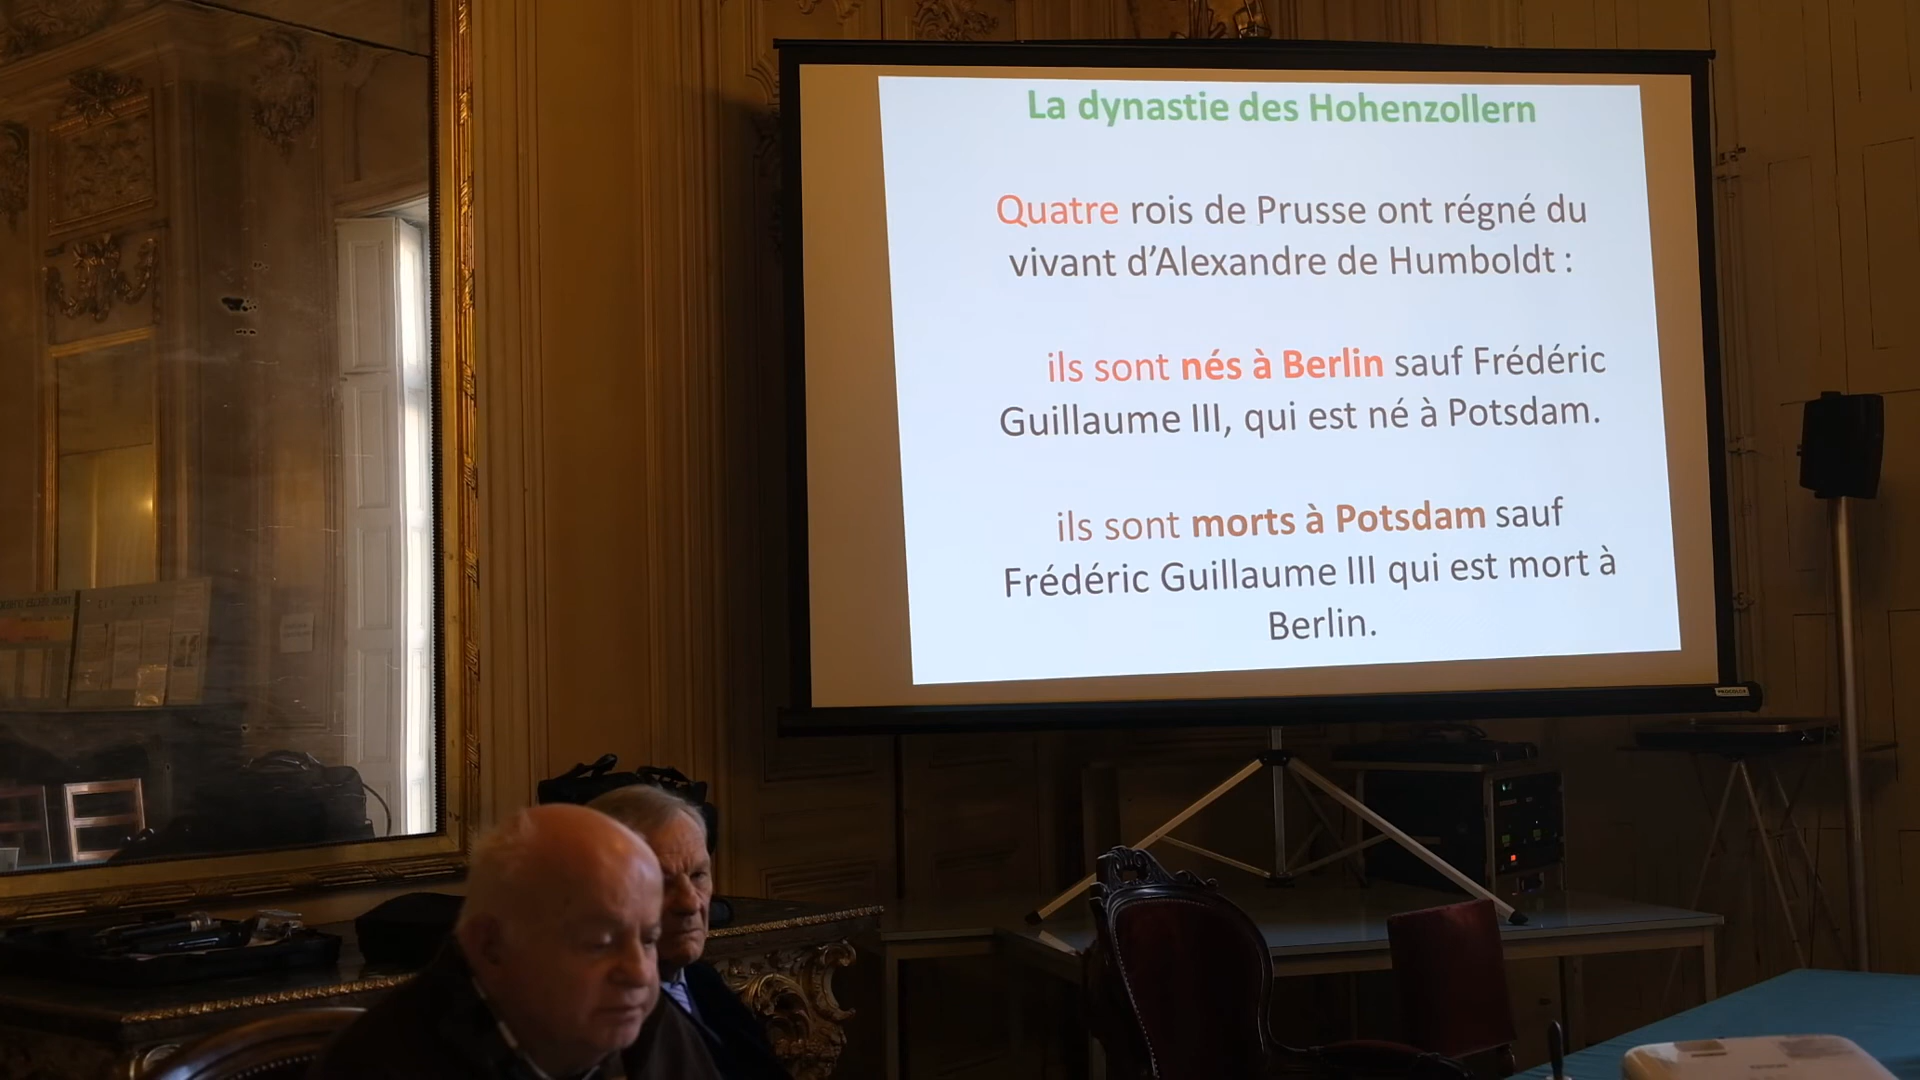 La dynastie des Hohenzollern
Quatre rois de Prusse ont régné du
vivant d'Alexandre de Humboldt :
ils sont nés à Berlin sauf Frédéric
Guillaume III, qui est né à Potsdam.
ils sont morts à Potsdam sauf
Frédéric Guillaume III qui est mort à
Berlin.